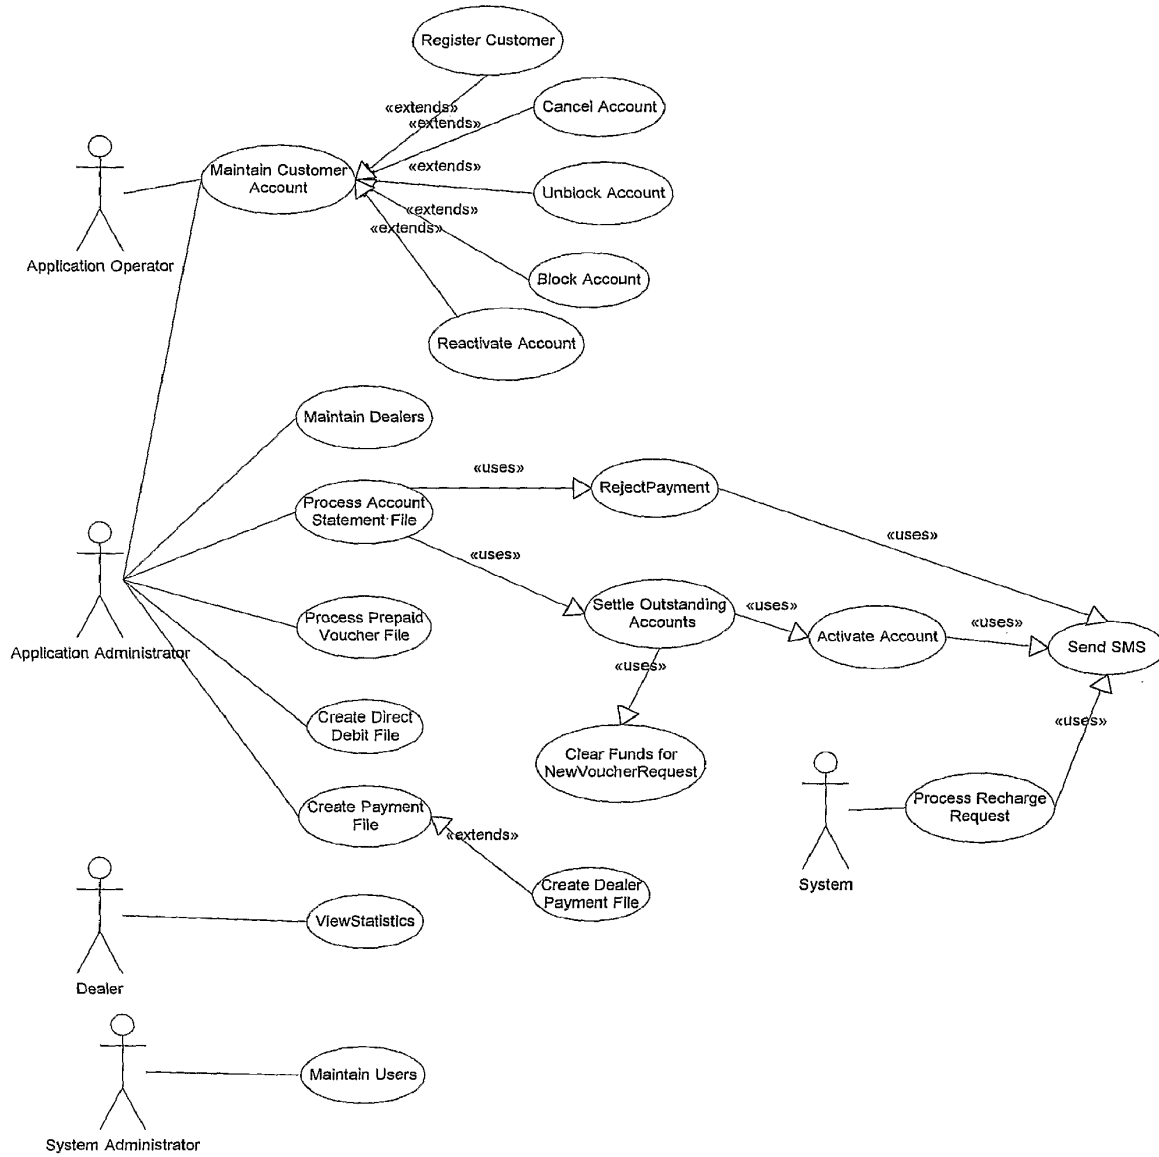 Register Customer
«extends»
Cancel Account
«extends»
Maintain Customer
Account
«extends»
Unblock Account
«extends»
«extends»
Application Operator
Block Account
Reactivate Account
Maintain Dealers
«uses»
RejectPayment
Process Account
Statement File
«uses»
«uses»
Settle Outstanding
Accounts
«uses»
Activate Account
«uses»
Send SMS
Process Prepaid
Voucher File
Application Administrator
«uses»
Create Direct
Debit File
«uses»
Clear Funds for
NewVoucherRequest
Create Payment
File
Process Recharge
Request
«extends»
System
Create Dealer
Payment File
ViewStatistics
Dealer
Maintain Users
System Administrator